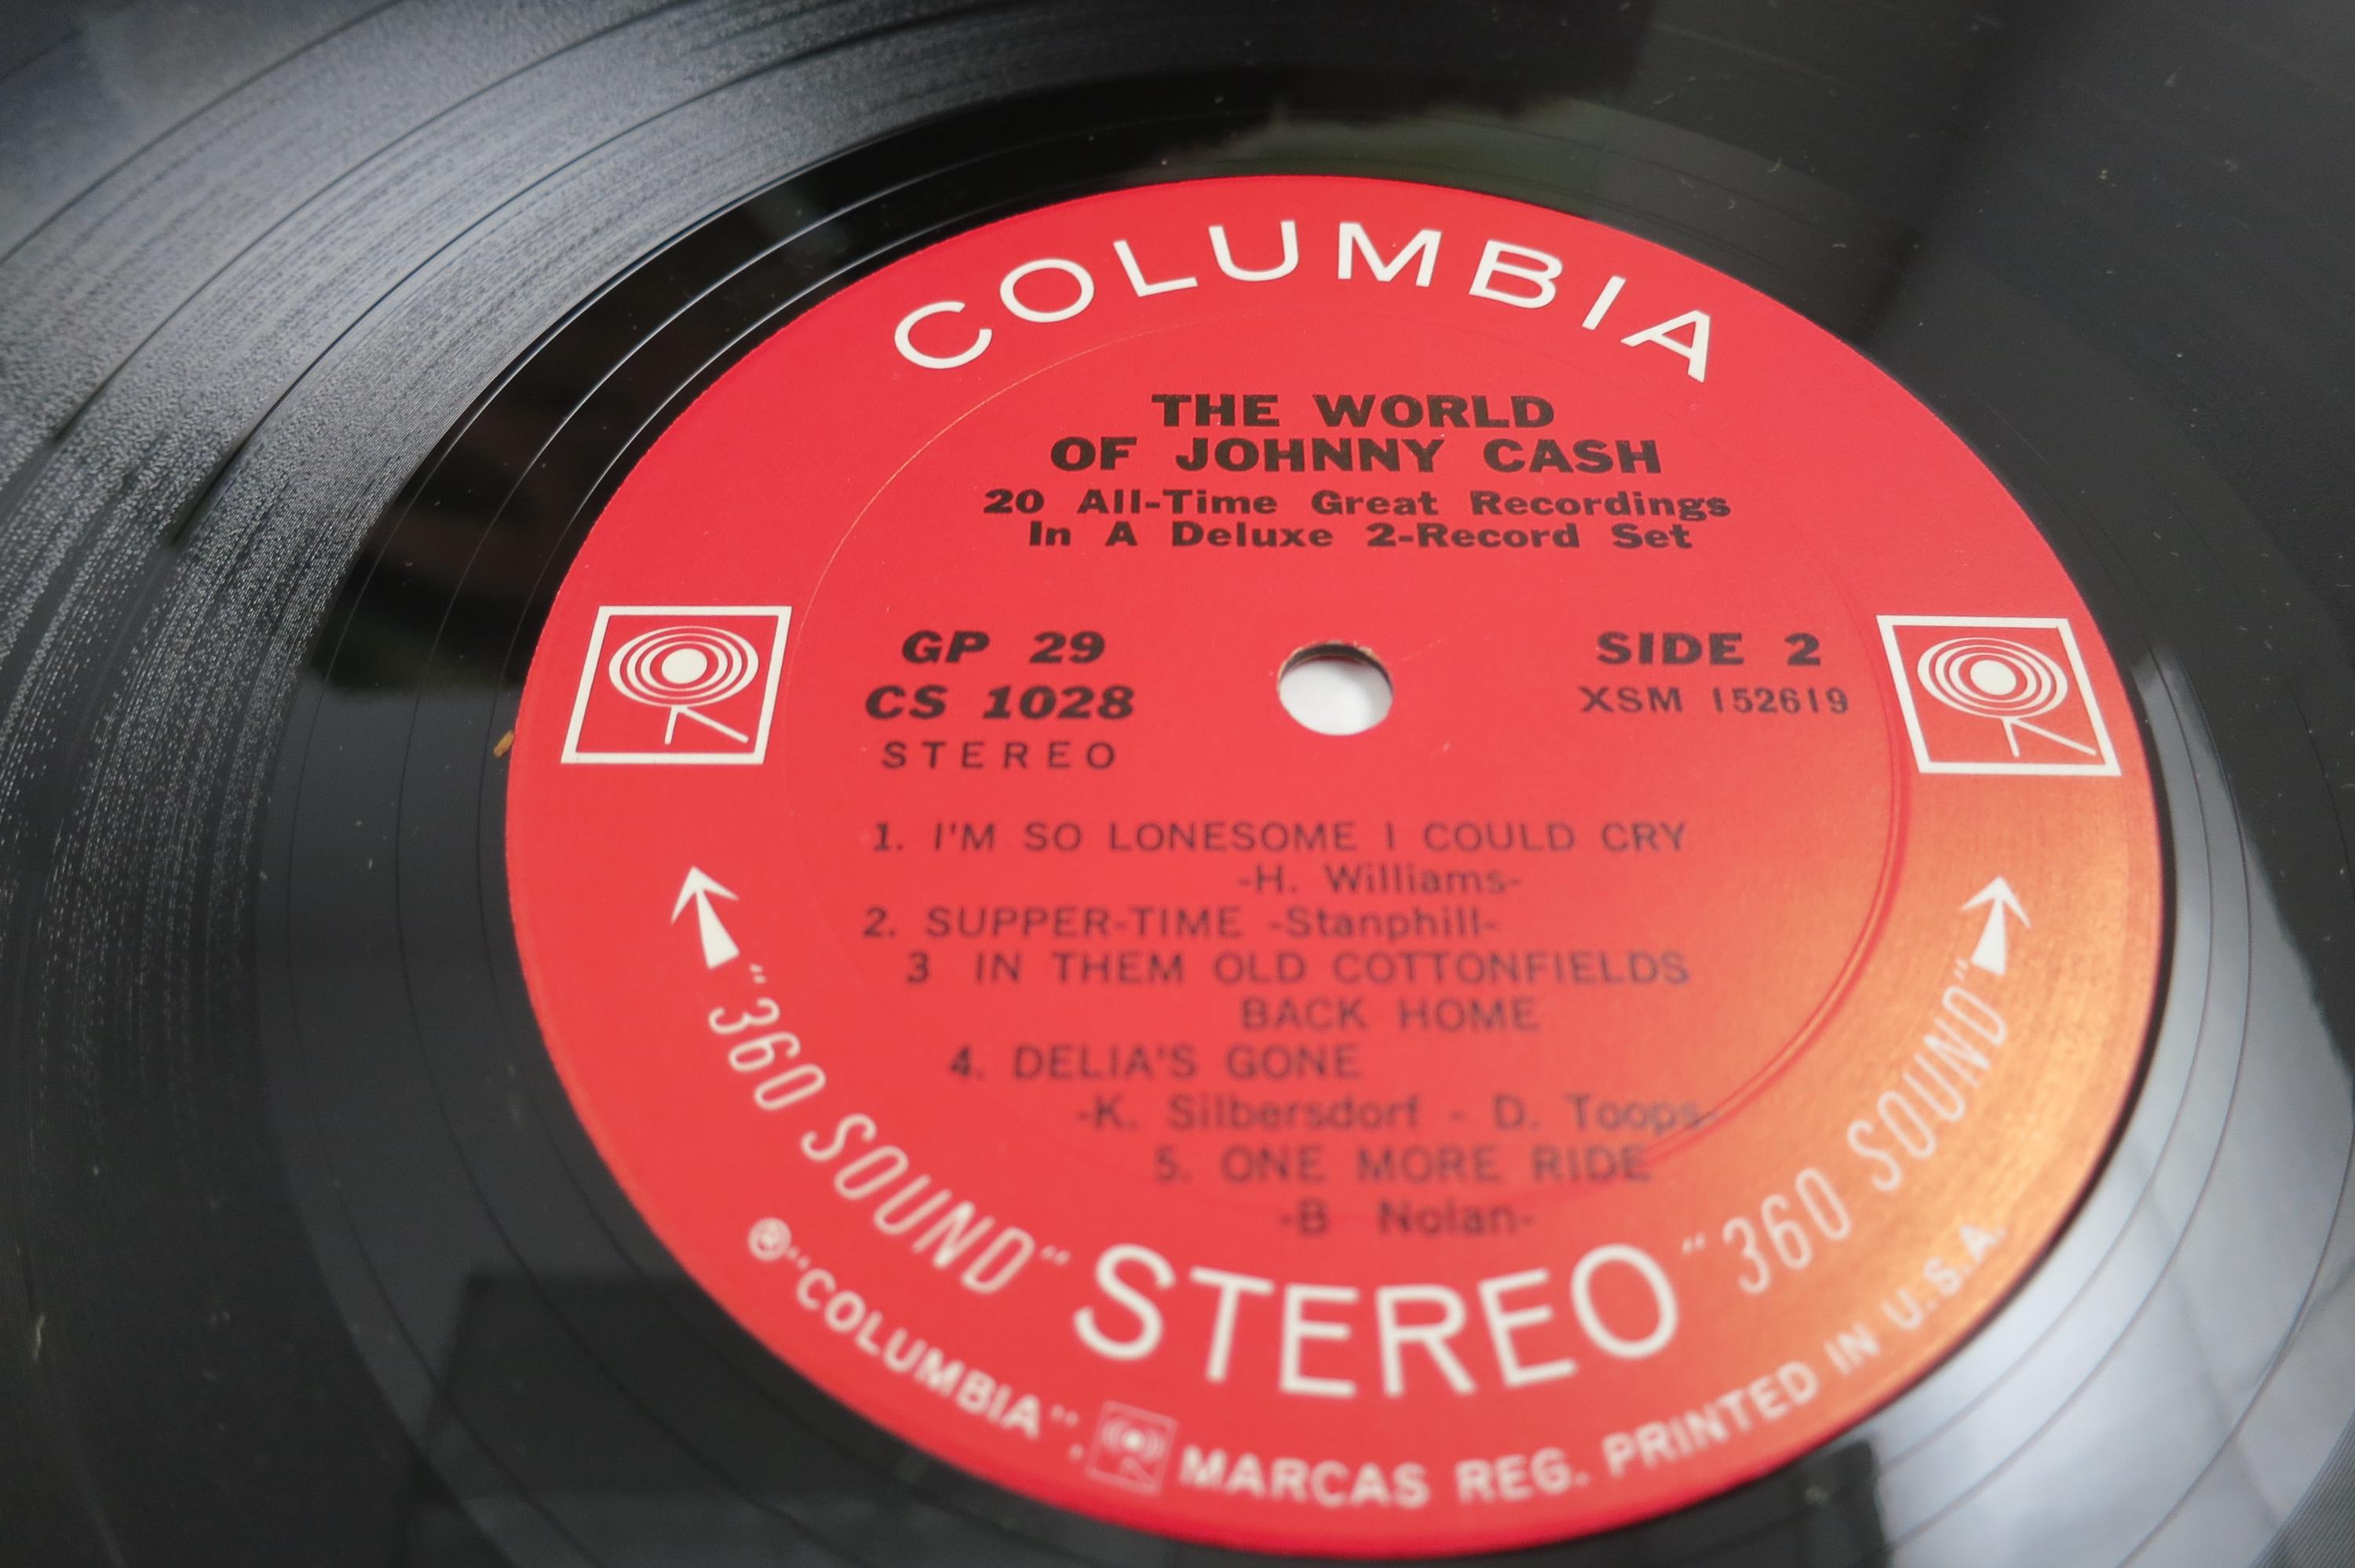 COLUMBIA
THE WORLD
OF JOHNNY CASH
20 All-Time Great Recordings
In A Deluxe 2-Record Set
GP 29
CS 1028
STEREO
SIDE 2
XSM 152619
1. I'M SO LONESOME I COULD CRY
-H. Williams-
2. SUPPER-TIME -Stanphill-
3 IN THEM OLD COTTONFIELDS
BACK HOME
4. DELIA'S GONE
-K. Silbersdorf - D. Toops-
5. ONE MORE RIDE
-B Nolan-
"360 SOUND" STEREO "360 SOUND"
® "COLUMBIA", MARCAS REG. PRINTED IN U.S.A.